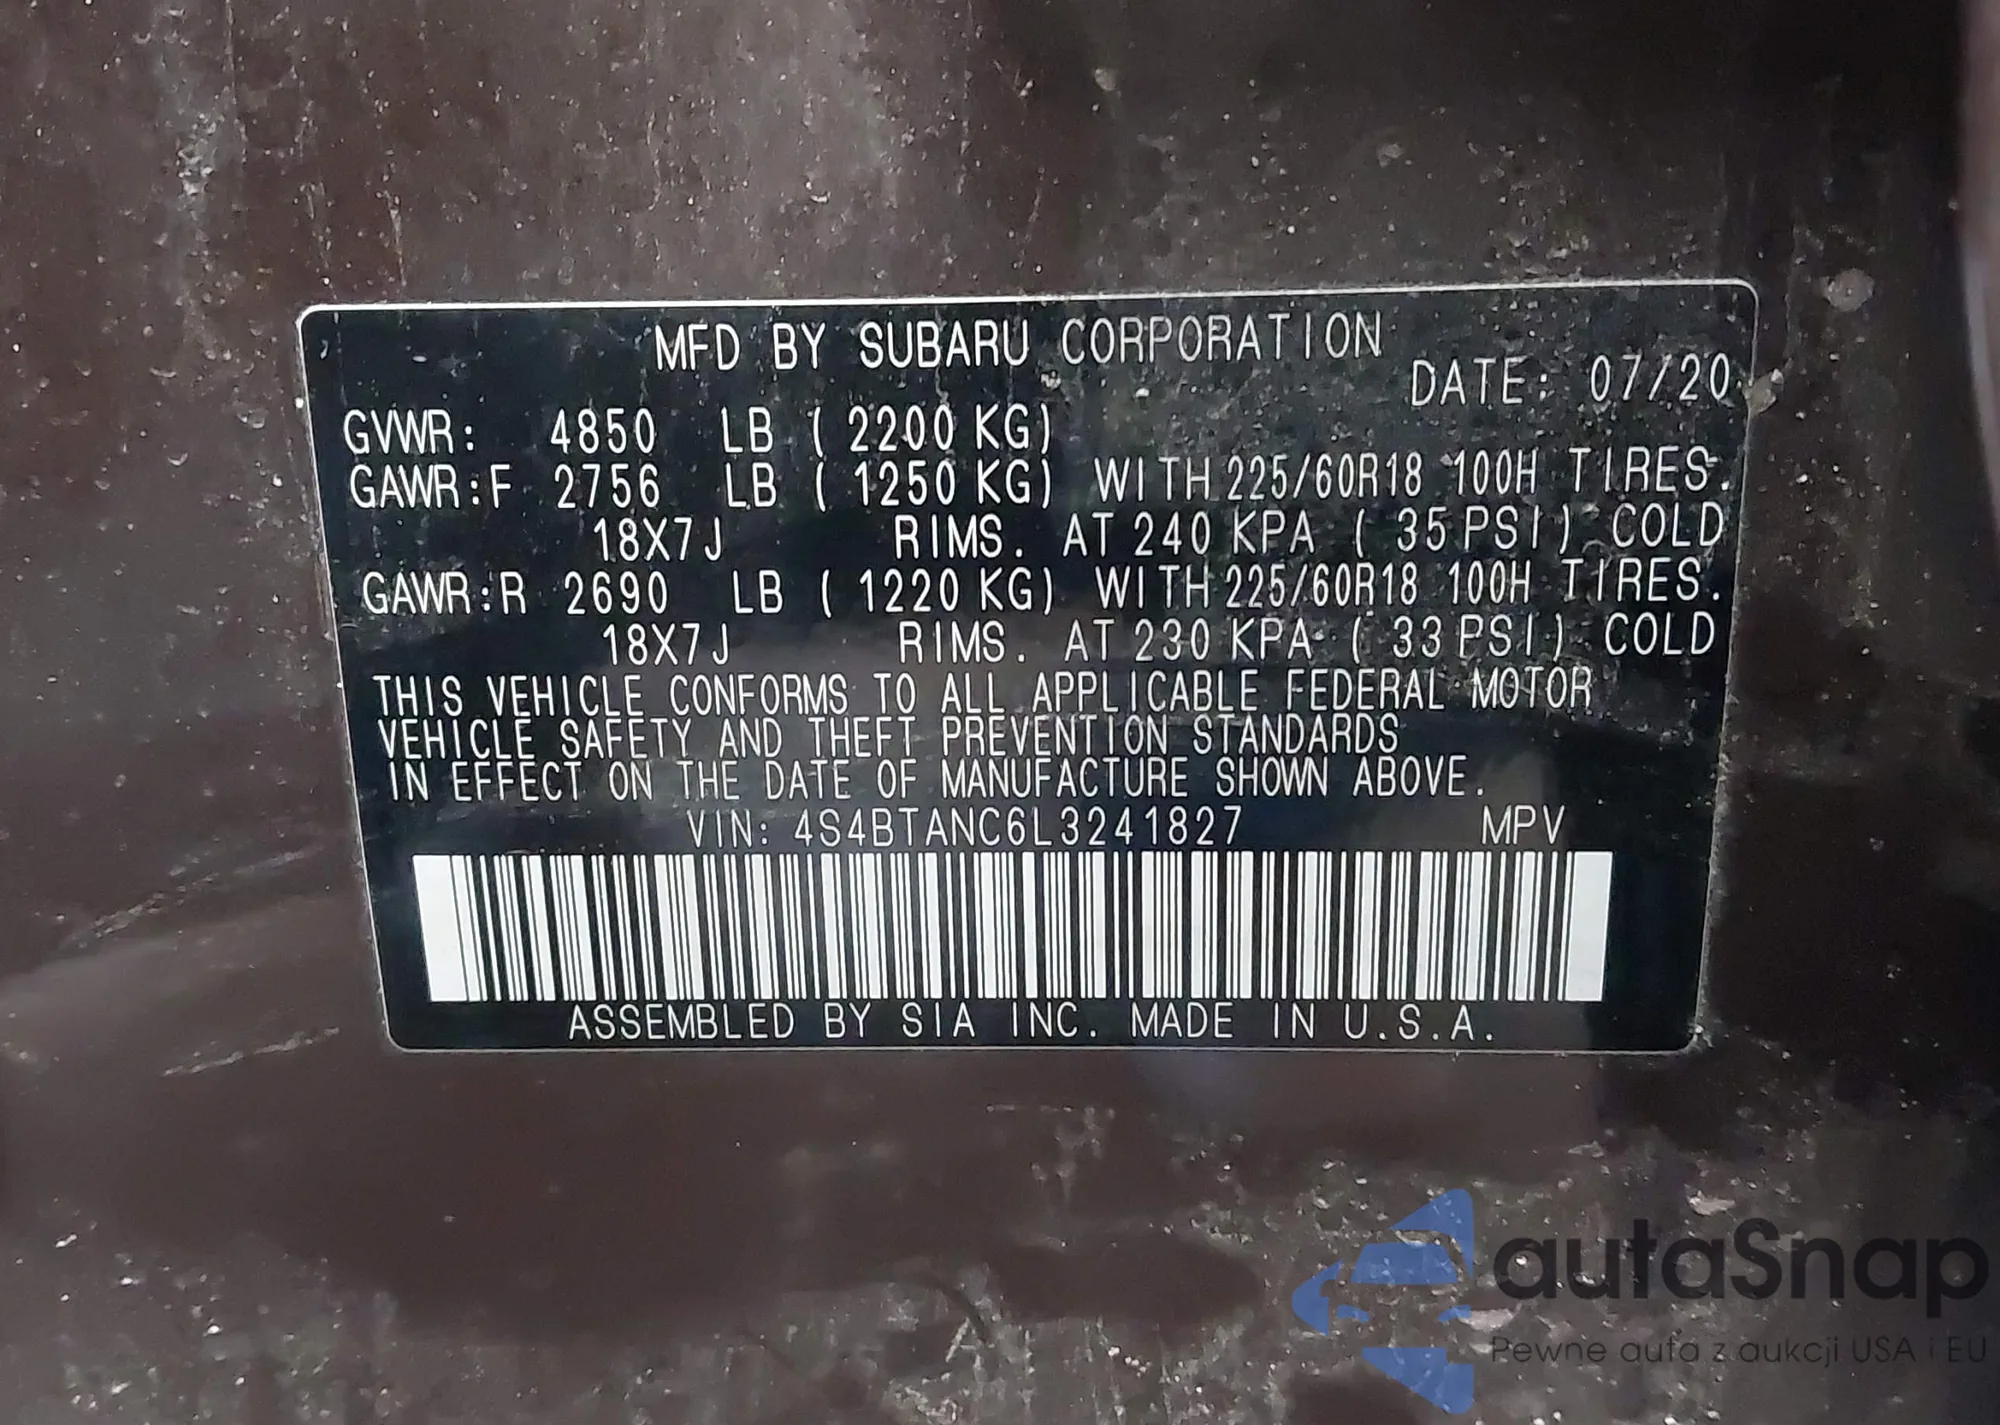 MFD BY SUBARU CORPORATION
DATE: 07/20
GVWR: 4850 LB ( 2200 KG)
GAWR:F 2756 LB ( 1250 KG) WITH 225/60R18 100H TIRES.
18X7J RIMS. AT 240 KPA ( 35 PSI) COLD
GAWR:R 2690 LB ( 1220 KG) WITH 225/60R18 100H TIRES.
18X7J RIMS. AT 230 KPA ( 33 PSI) COLD
THIS VEHICLE CONFORMS TO ALL APPLICABLE FEDERAL MOTOR
VEHICLE SAFETY AND THEFT PREVENTION STANDARDS
IN EFFECT ON THE DATE OF MANUFACTURE SHOWN ABOVE.
VIN: 4S4BTANC6L3241827 MPV
ASSEMBLED BY SIA INC. MADE IN U.S.A.
autaSnap
Pewne auta z aukcji USA i EU